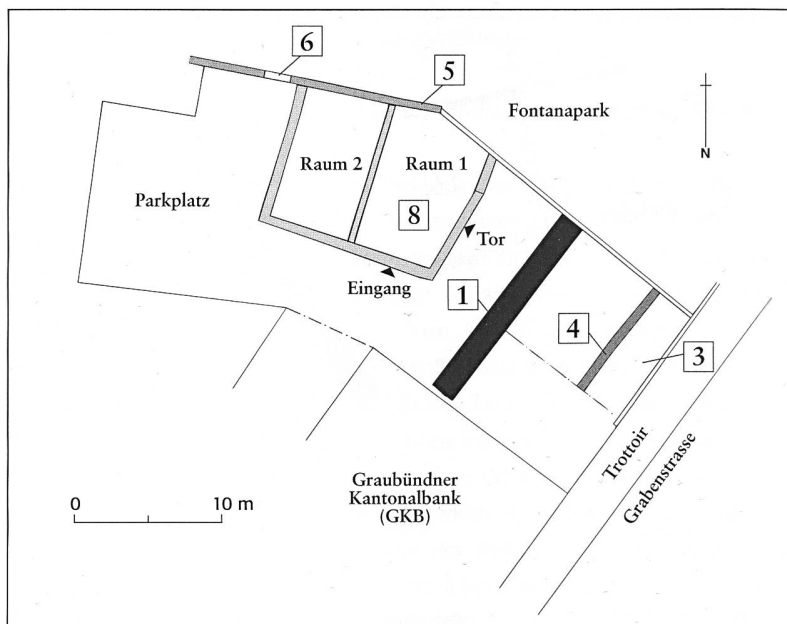 6
5
Fontanapark
N
Raum 2
Raum 1
Parkplatz
8
Tor
Eingang
1
4
3
Graubündner
Kantonalbank
(GKB)
Trottoir
Grabenstrasse
0
10 m